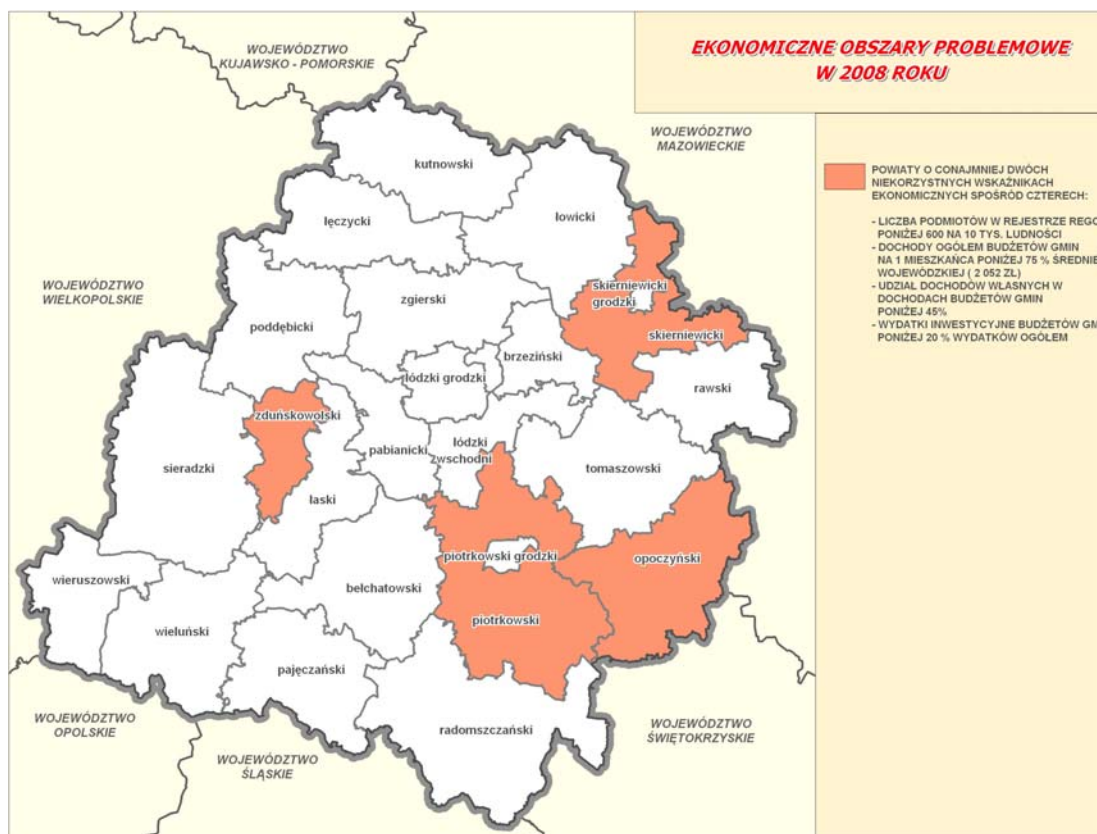 EKONOMICZNE OBSZARY PROBLEMOWE
W 2008 ROKU
WOJEWÓDZTWO
KUJAWSKO - POMORSKIE
WOJEWÓDZTWO
MAZOWIECKIE
WOJEWÓDZTWO
WIELKOPOLSKIE
kutnowski
łęczycki
łowicki
zgierski
poddębicki
skierniewicki
grodzki
skierniewicki
brzeziński
rawski
łódzki grodzki
zduńskowolski
pabianicki
łódzki
wschodni
tomaszowski
sieradzki
łaski
piotrkowski grodzki
opoczyński
wieruszowski
bełchatowski
wieluński
piotrkowski
pajęczański
radomszczański
WOJEWÓDZTWO
OPOLSKIE
WOJEWÓDZTWO
ŚLĄSKIE
WOJEWÓDZTWO
ŚWIĘTOKRZYSKIE
POWIATY O CONAJMNIEJ DWÓCH
NIEKORZYSTNYCH WSKAŹNIKACH
EKONOMICZNYCH SPOŚRÓD CZTERECH:
- LICZBA PODMIOTÓW W REJESTRZE REGO
PONIŻEJ 600 NA 10 TYS. LUDNOŚCI
- DOCHODY OGÓŁEM BUDŻETÓW GMIN
NA 1 MIESZKAŃCA PONIŻEJ 75 % ŚREDNIE
WOJEWÓDZKIEJ ( 2 052 ZŁ)
- UDZIAŁ DOCHODÓW WŁASNYCH W
DOCHODACH BUDŻETÓW GMIN
PONIŻEJ 45%
- WYDATKI INWESTYCYJNE BUDŻETÓW GM
PONIŻEJ 20 % WYDATKÓW OGÓŁEM